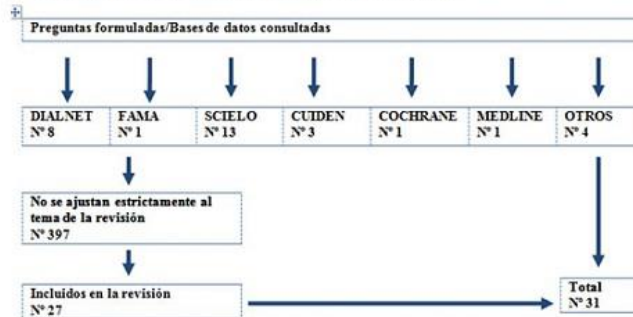 Preguntas formuladas/Bases de datos consultadas
DIALNET
Nº 8
FAMA
Nº 1
SCIELO
Nº 13
CUIDEN
Nº 3
COCHRANE
Nº 1
MEDLINE
Nº 1
OTROS
Nº 4
No se ajustan estrictamente al
tema de la revisión
Nº 397
Incluidos en la revisión
Nº 27
Total
Nº 31